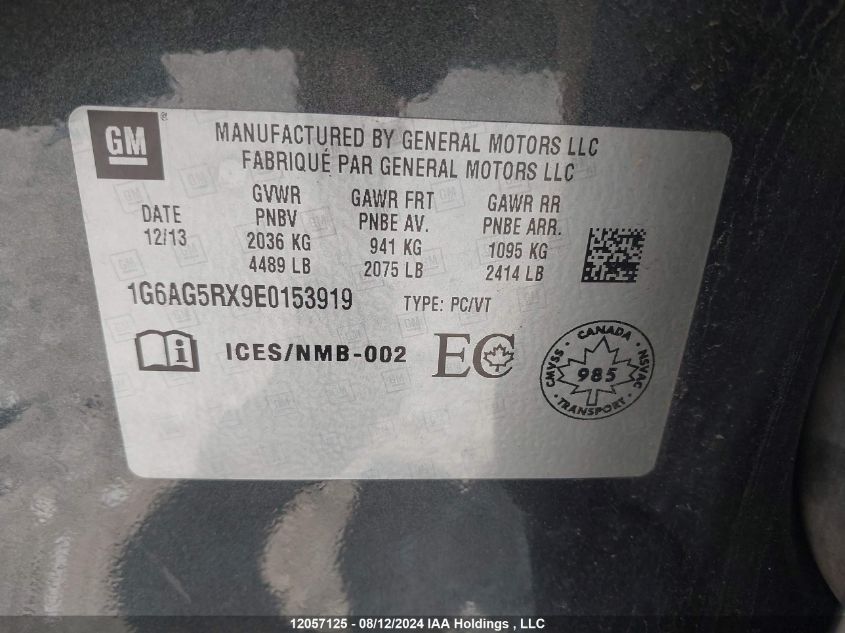 GM
MANUFACTURED BY GENERAL MOTORS LLC
FABRIQUÉ PAR GENERAL MOTORS LLC
DATE
12/13
GVWR
PNBV
2036 KG
4489 LB
GAWR FRT
PNBE AV.
941 KG
2075 LB
GAWR RR
PNBE ARR.
1095 KG
2414 LB
1G6AG5RX9E0153919 TYPE: PC/VT
i ICES/NMB-002 EC
CANADA
CMVSS 985 NSVAC
TRANSPORT
12057125 - 08/12/2024 IAA Holdings , LLC